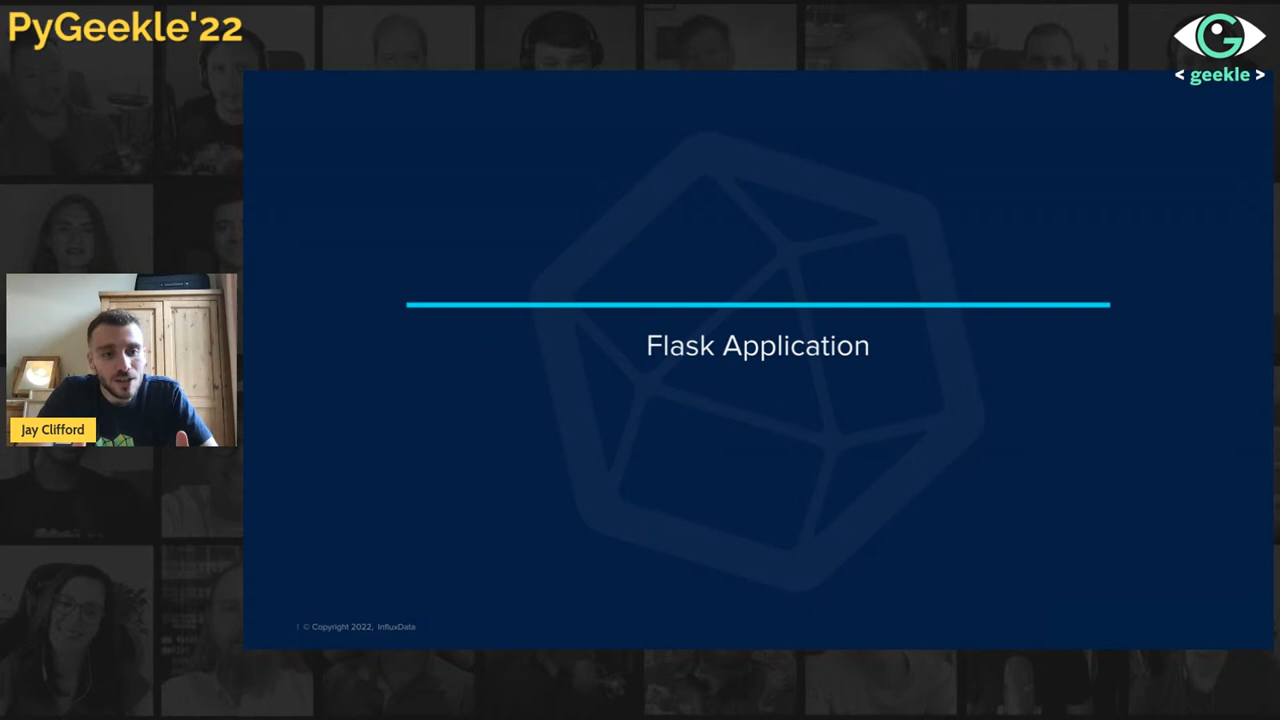 PyGeekle'22
< geekle >
Flask Application
Jay Clifford
| © Copyright 2022, InfluxData